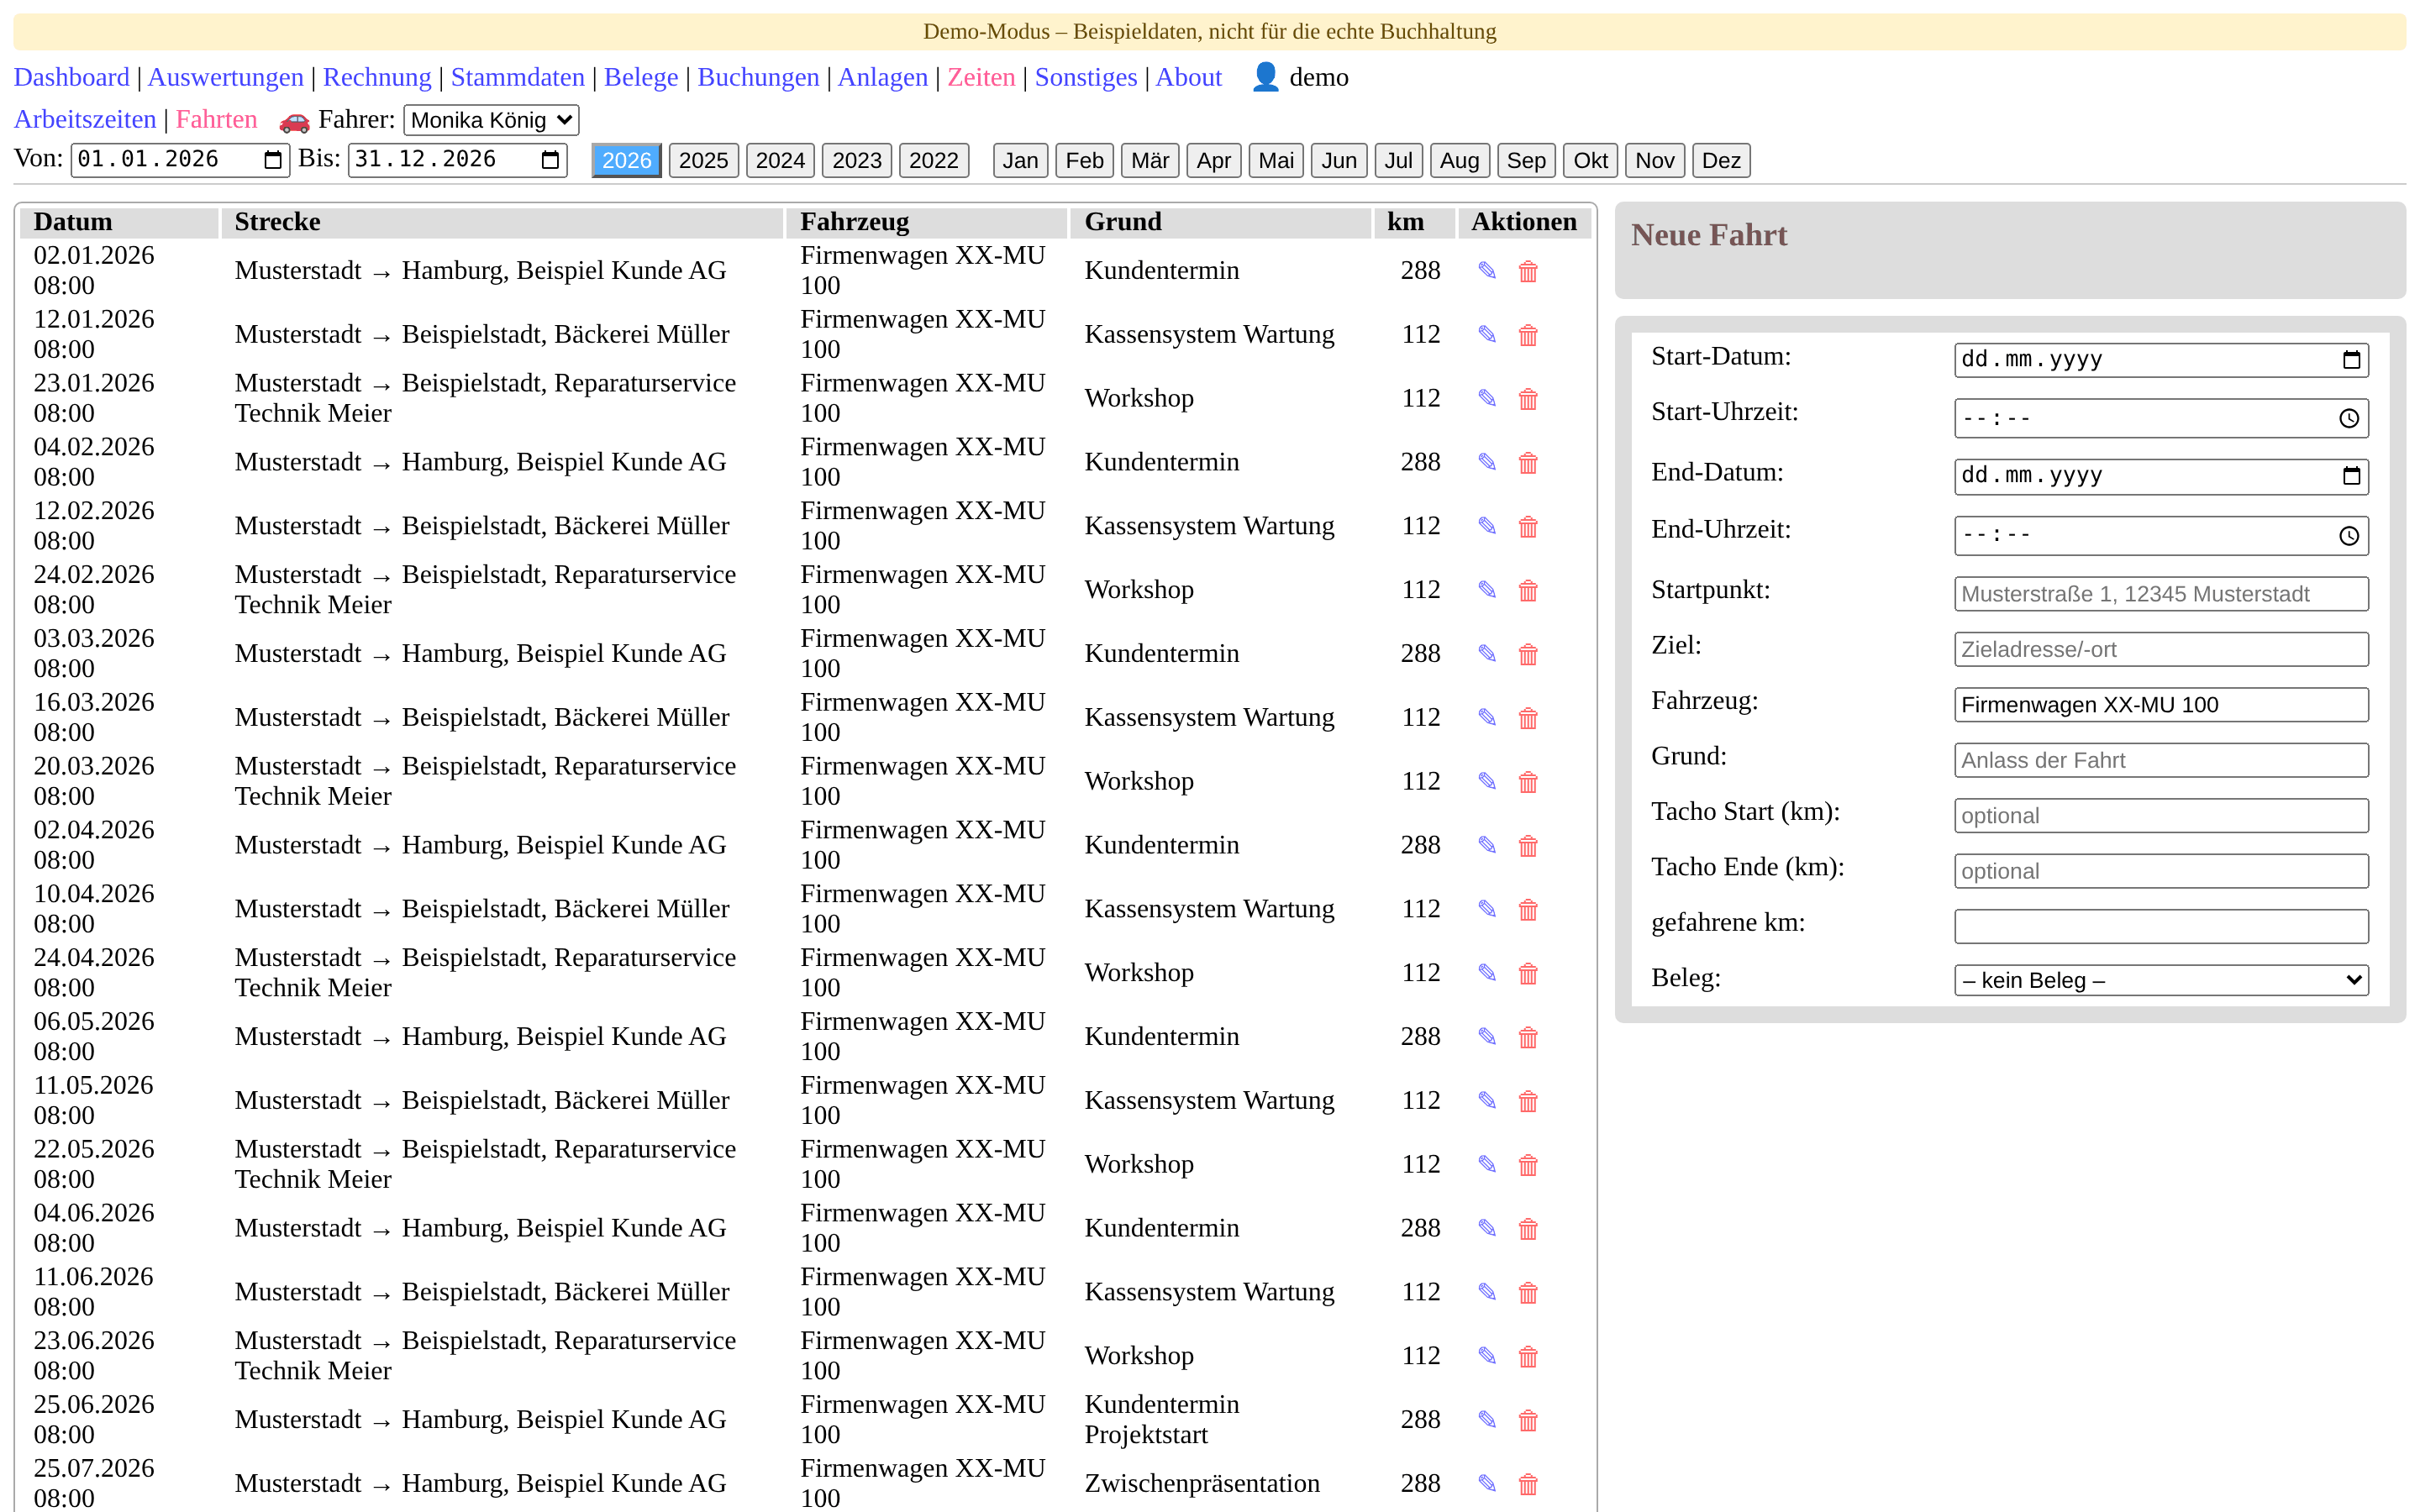 Demo-Modus – Beispieldaten, nicht für die echte Buchhaltung
Dashboard | Auswertungen | Rechnung | Stammdaten | Belege | Buchungen | Anlagen | Zeiten | Sonstiges | About 👤 demo
Arbeitszeiten | Fahrten 🚗 Fahrer: Monika König
Von: 01.01.2026 Bis: 31.12.2026 2026 2025 2024 2023 2022 Jan Feb Mär Apr Mai Jun Jul Aug Sep Okt Nov Dez
Datum Strecke Fahrzeug Grund km Aktionen
02.01.2026 08:00 Musterstadt → Hamburg, Beispiel Kunde AG Firmenwagen XX-MU 100 Kundentermin 288
12.01.2026 08:00 Musterstadt → Beispielstadt, Bäckerei Müller Firmenwagen XX-MU 100 Kassensystem Wartung 112
23.01.2026 08:00 Musterstadt → Beispielstadt, Reparaturservice Technik Meier Firmenwagen XX-MU 100 Workshop 112
04.02.2026 08:00 Musterstadt → Hamburg, Beispiel Kunde AG Firmenwagen XX-MU 100 Kundentermin 288
12.02.2026 08:00 Musterstadt → Beispielstadt, Bäckerei Müller Firmenwagen XX-MU 100 Kassensystem Wartung 112
24.02.2026 08:00 Musterstadt → Beispielstadt, Reparaturservice Technik Meier Firmenwagen XX-MU 100 Workshop 112
03.03.2026 08:00 Musterstadt → Hamburg, Beispiel Kunde AG Firmenwagen XX-MU 100 Kundentermin 288
16.03.2026 08:00 Musterstadt → Beispielstadt, Bäckerei Müller Firmenwagen XX-MU 100 Kassensystem Wartung 112
20.03.2026 08:00 Musterstadt → Beispielstadt, Reparaturservice Technik Meier Firmenwagen XX-MU 100 Workshop 112
02.04.2026 08:00 Musterstadt → Hamburg, Beispiel Kunde AG Firmenwagen XX-MU 100 Kundentermin 288
10.04.2026 08:00 Musterstadt → Beispielstadt, Bäckerei Müller Firmenwagen XX-MU 100 Kassensystem Wartung 112
24.04.2026 08:00 Musterstadt → Beispielstadt, Reparaturservice Technik Meier Firmenwagen XX-MU 100 Workshop 112
06.05.2026 08:00 Musterstadt → Hamburg, Beispiel Kunde AG Firmenwagen XX-MU 100 Kundentermin 288
11.05.2026 08:00 Musterstadt → Beispielstadt, Bäckerei Müller Firmenwagen XX-MU 100 Kassensystem Wartung 112
22.05.2026 08:00 Musterstadt → Beispielstadt, Reparaturservice Technik Meier Firmenwagen XX-MU 100 Workshop 112
04.06.2026 08:00 Musterstadt → Hamburg, Beispiel Kunde AG Firmenwagen XX-MU 100 Kundentermin 288
11.06.2026 08:00 Musterstadt → Beispielstadt, Bäckerei Müller Firmenwagen XX-MU 100 Kassensystem Wartung 112
23.06.2026 08:00 Musterstadt → Beispielstadt, Reparaturservice Technik Meier Firmenwagen XX-MU 100 Workshop 112
25.06.2026 08:00 Musterstadt → Hamburg, Beispiel Kunde AG Firmenwagen XX-MU 100 Kundentermin Projektstart 288
25.07.2026 08:00 Musterstadt → Hamburg, Beispiel Kunde AG Firmenwagen XX-MU 100 Zwischenpräsentation 288
Neue Fahrt
Start-Datum: dd.mm.yyyy
Start-Uhrzeit: --:--
End-Datum: dd.mm.yyyy
End-Uhrzeit: --:--
Startpunkt: Musterstraße 1, 12345 Musterstadt
Ziel: Zieladresse/-ort
Fahrzeug: Firmenwagen XX-MU 100
Grund: Anlass der Fahrt
Tacho Start (km): optional
Tacho Ende (km): optional
gefahrene km:
Beleg: – kein Beleg –